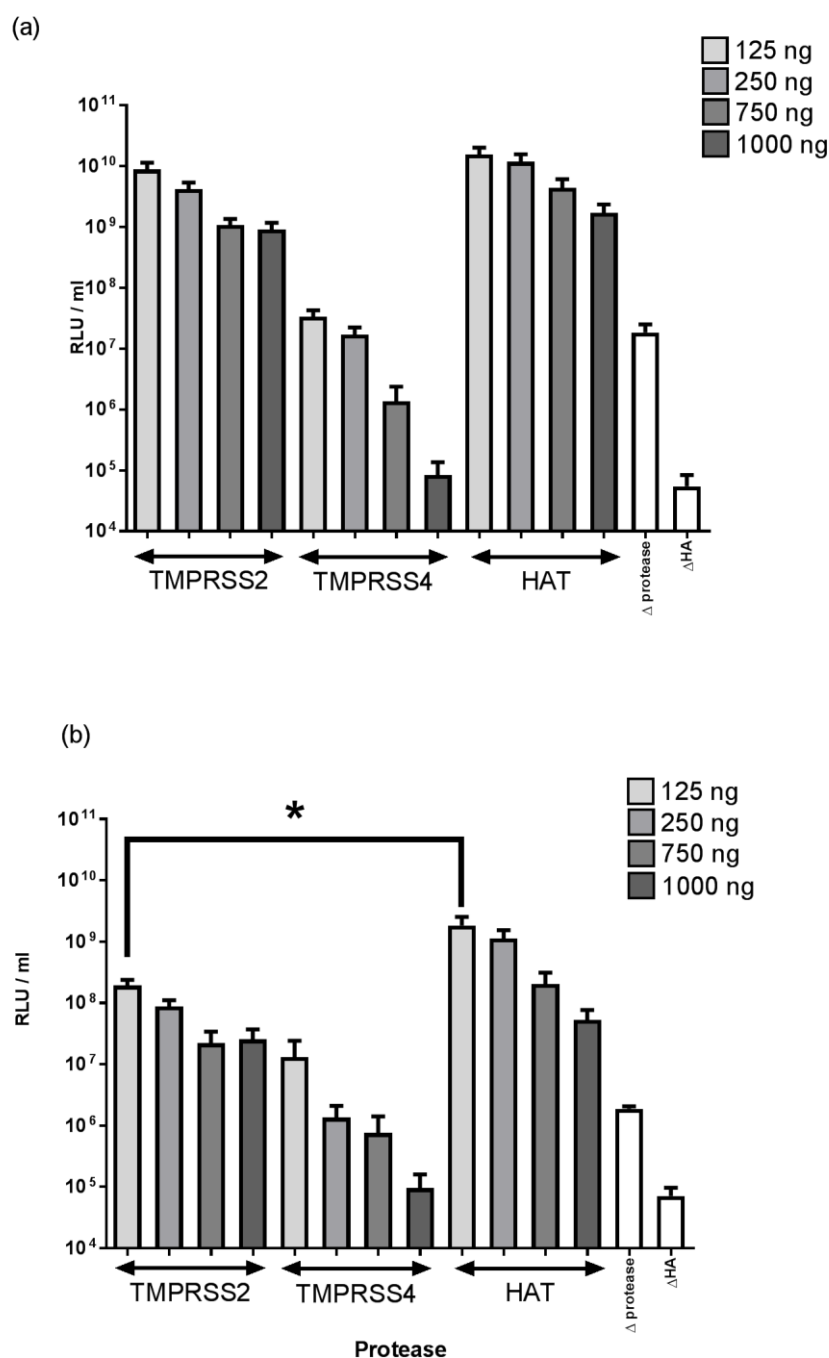 (a)
125 ng
250 ng
750 ng
1000 ng
RLU / ml
10¹¹
10¹⁰
10⁹
10⁸
10⁷
10⁶
10⁵
10⁴
TMPRSS2
TMPRSS4
HAT
Δ protease
ΔHA
(b)
125 ng
250 ng
750 ng
1000 ng
*
RLU / ml
10¹¹
10¹⁰
10⁹
10⁸
10⁷
10⁶
10⁵
10⁴
TMPRSS2
TMPRSS4
HAT
Δ protease
ΔHA
Protease